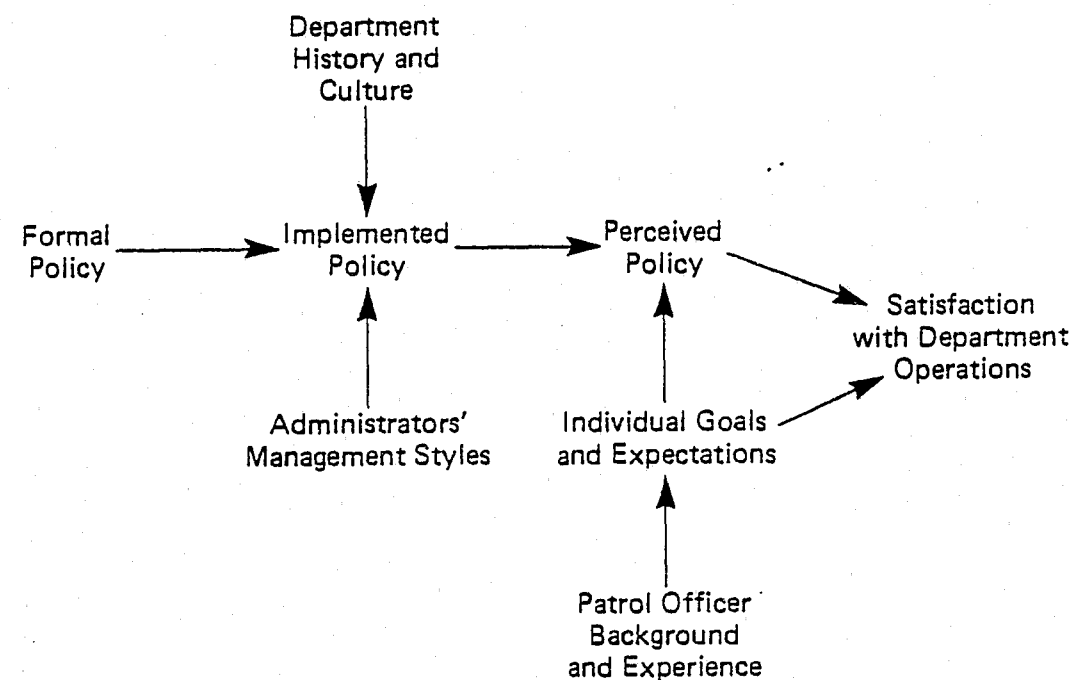 Department
History and
Culture
Formal
Policy
Implemented
Policy
Perceived
Policy
Satisfaction
with Department
Operations
Administrators'
Management Styles
Individual Goals
and Expectations
Patrol Officer
Background
and Experience